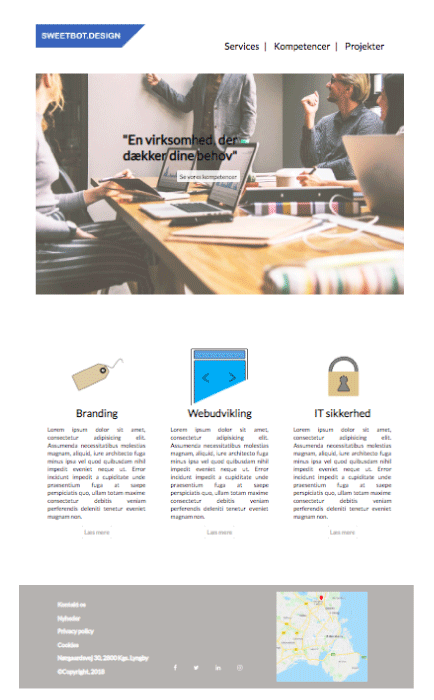 SWEETBOT.DESIGN
Services | Kompetencer | Projekter
"En virksomhed, der
dækker dine behov"
Se vores kompetencer
Branding
Lorem ipsum dolor sit amet,
consectetur adipisicing elit.
Assumenda necessitatibus molestias
magnam, aliquid, iure architecto fuga
minus ipsa vel quod quibusdam nihil
impedit eveniet neque ut. Error
incidunt impedit a cupiditate unde
praesentium fuga at saepe
perspiciatis quo, ullam totam maxime
consectetur debitis veniam
perferendis deleniti tenetur eveniet
magnam non.
Læs mere
Webudvikling
Lorem ipsum dolor sit amet,
consectetur adipisicing elit.
Assumenda necessitatibus molestias
magnam, aliquid, iure architecto fuga
minus ipsa vel quod quibusdam nihil
impedit eveniet neque ut. Error
incidunt impedit a cupiditate unde
praesentium fuga at saepe
perspiciatis quo, ullam totam maxime
consectetur debitis veniam
perferendis deleniti tenetur eveniet
magnam non.
Læs mere
IT sikkerhed
Lorem ipsum dolor sit amet,
consectetur adipisicing elit.
Assumenda necessitatibus molestias
magnam, aliquid, iure architecto fuga
minus ipsa vel quod quibusdam nihil
impedit eveniet neque ut. Error
incidunt impedit a cupiditate unde
praesentium fuga at saepe
perspiciatis quo, ullam totam maxime
consectetur debitis veniam
perferendis deleniti tenetur eveniet
magnam non.
Læs mere
Kontakt os
Nyheder
Privacy policy
Cookies
Nørgaardsvej 30, 2800 Kgs. Lyngby
©Copyright, 2018